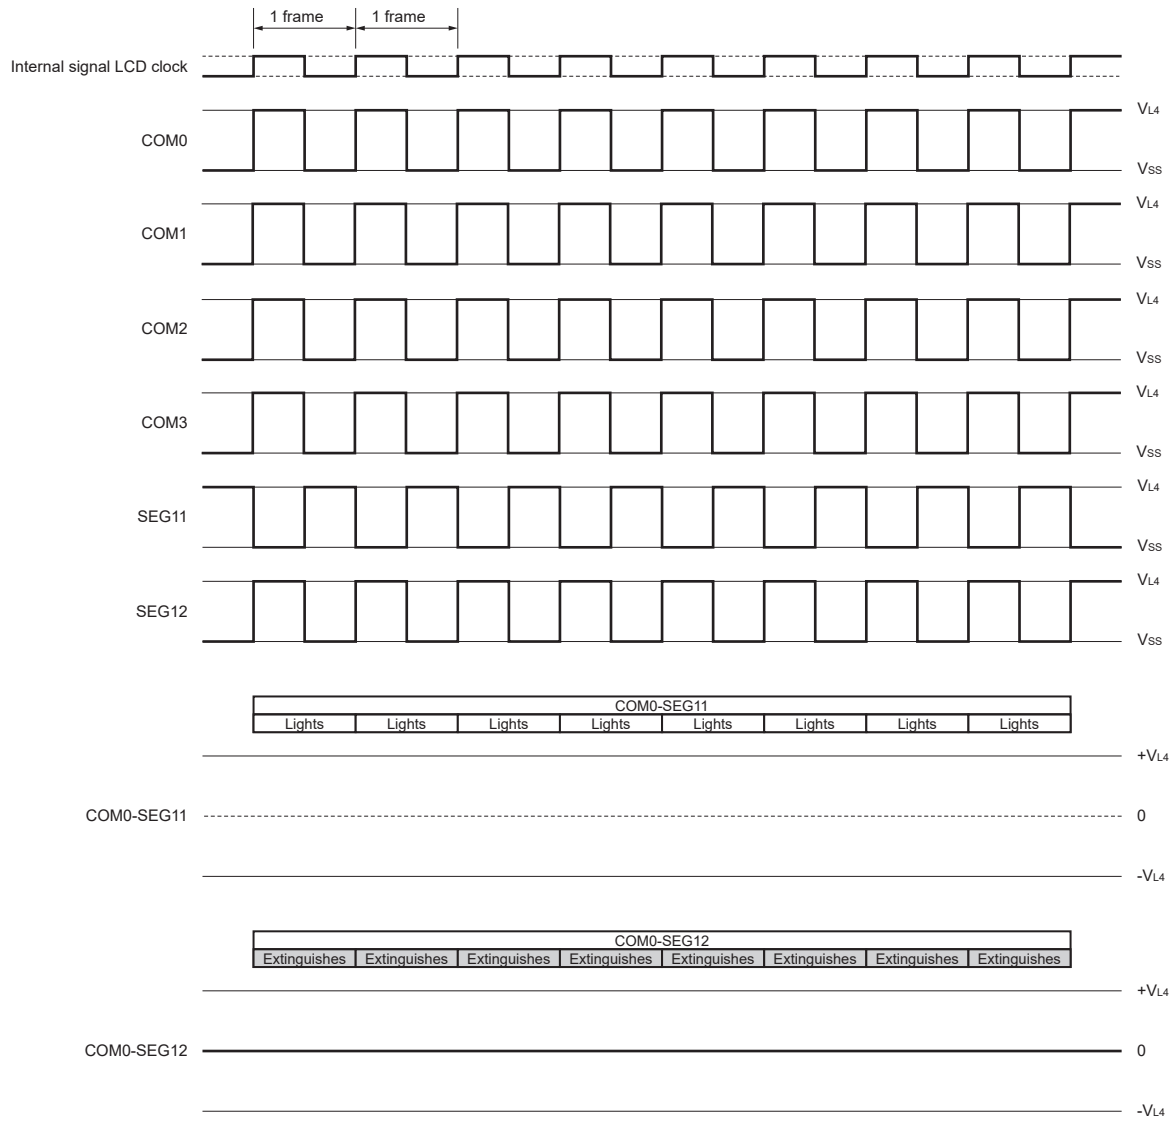 1 frame 1 frame
Internal signal LCD clock
VL4
COM0
VSS
VL4
COM1
VSS
VL4
COM2
VSS
VL4
COM3
VSS
VL4
SEG11
VSS
VL4
SEG12
VSS
COM0-SEG11
Lights Lights Lights Lights Lights Lights Lights Lights
+VL4
COM0-SEG11 0
-VL4
COM0-SEG12
Extinguishes Extinguishes Extinguishes Extinguishes Extinguishes Extinguishes Extinguishes Extinguishes
+VL4
COM0-SEG12 0
-VL4